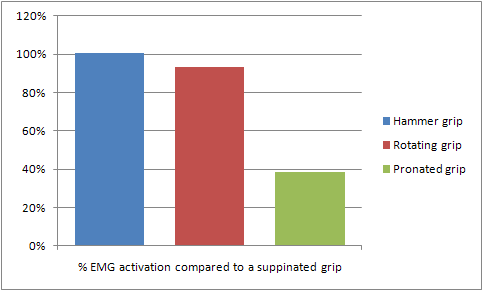 120%
100%
80%
60%
40%
20%
0%
Hammer grip
Rotating grip
Pronated grip
% EMG activation compared to a suppinated grip